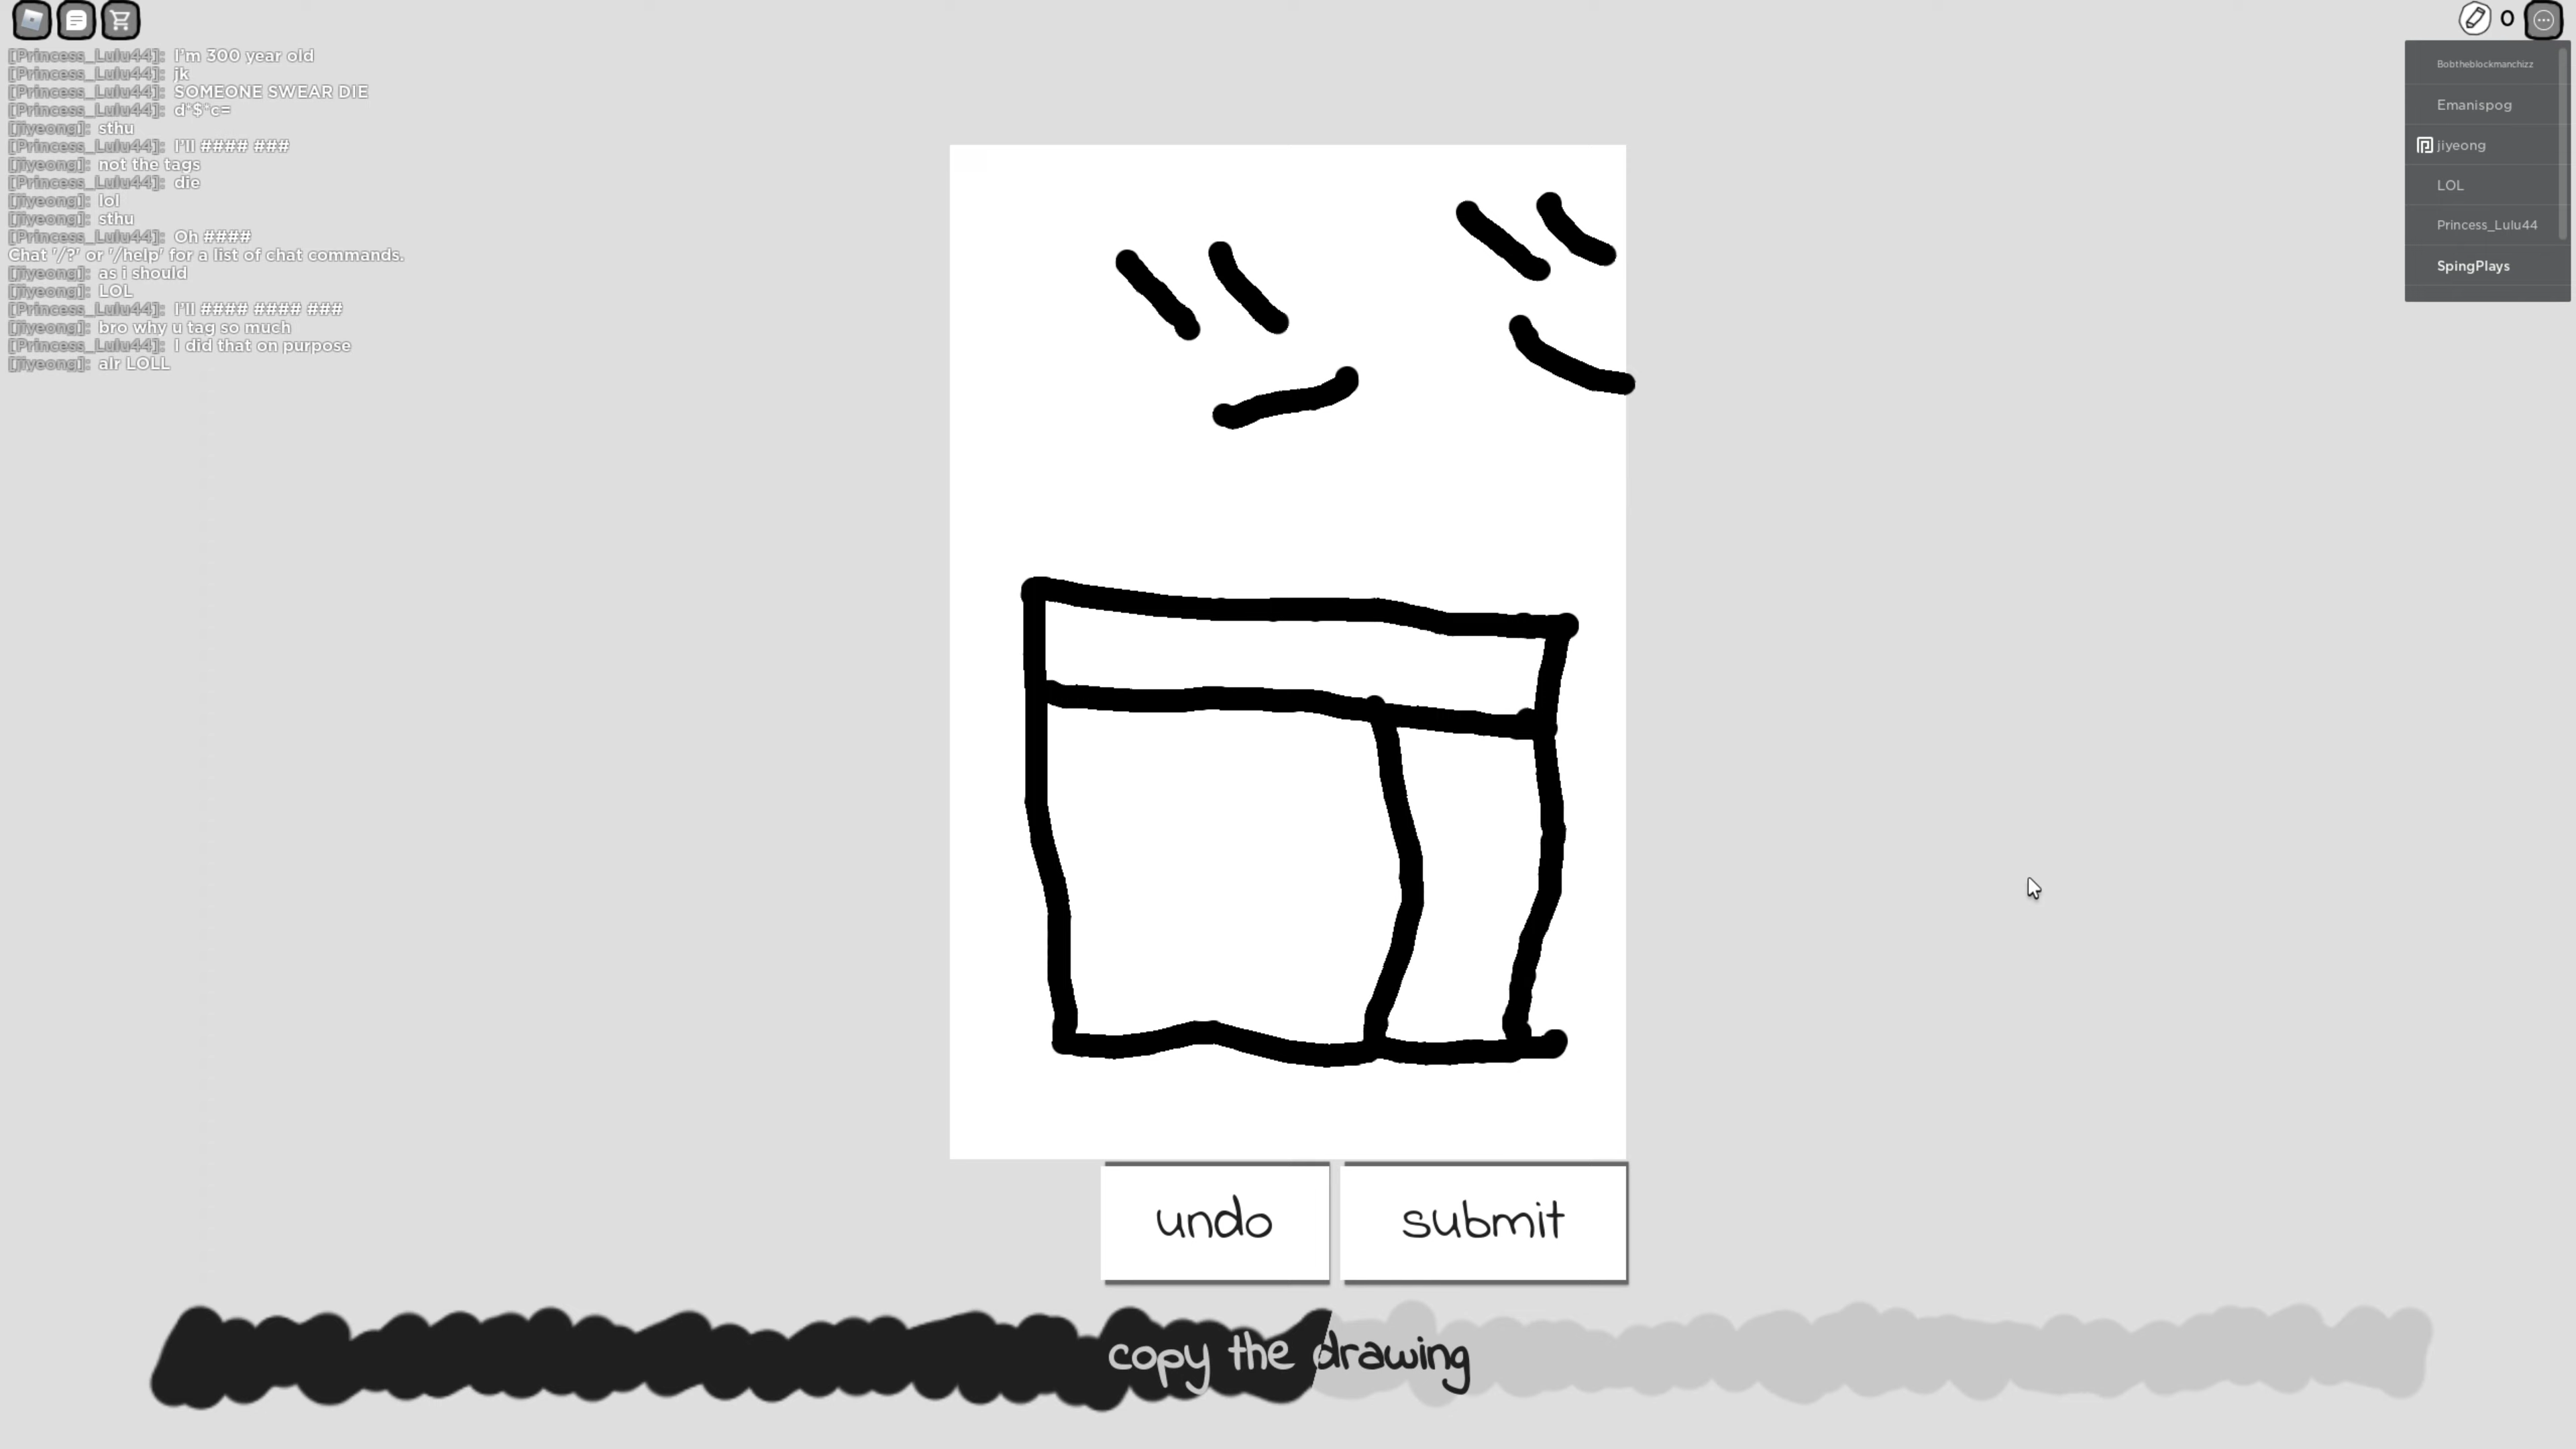 [Princess_Lulu44]: I'm 300 year old
[Princess_Lulu44]: jk
[Princess_Lulu44]: SOMEONE SWEAR DIE
[Princess_Lulu44]: d*$*c=
[jiyeong]: sthu
[Princess_Lulu44]: I'll #### ###
[jiyeong]: not the tags
[Princess_Lulu44]: die
[jiyeong]: lol
[jiyeong]: sthu
[Princess_Lulu44]: Oh ####
Chat '/?' or '/help' for a list of chat commands.
[jiyeong]: as i should
[jiyeong]: LOL
[Princess_Lulu44]: I'll #### #### ###
[jiyeong]: bro why u tag so much
[Princess_Lulu44]: I did that on purpose
[jiyeong]: alr LOLL
0
Bobtheblockmanchizz
Emanispog
jiyeong
LOL
Princess_Lulu44
SpingPlays
undo
submit
copy the drawing